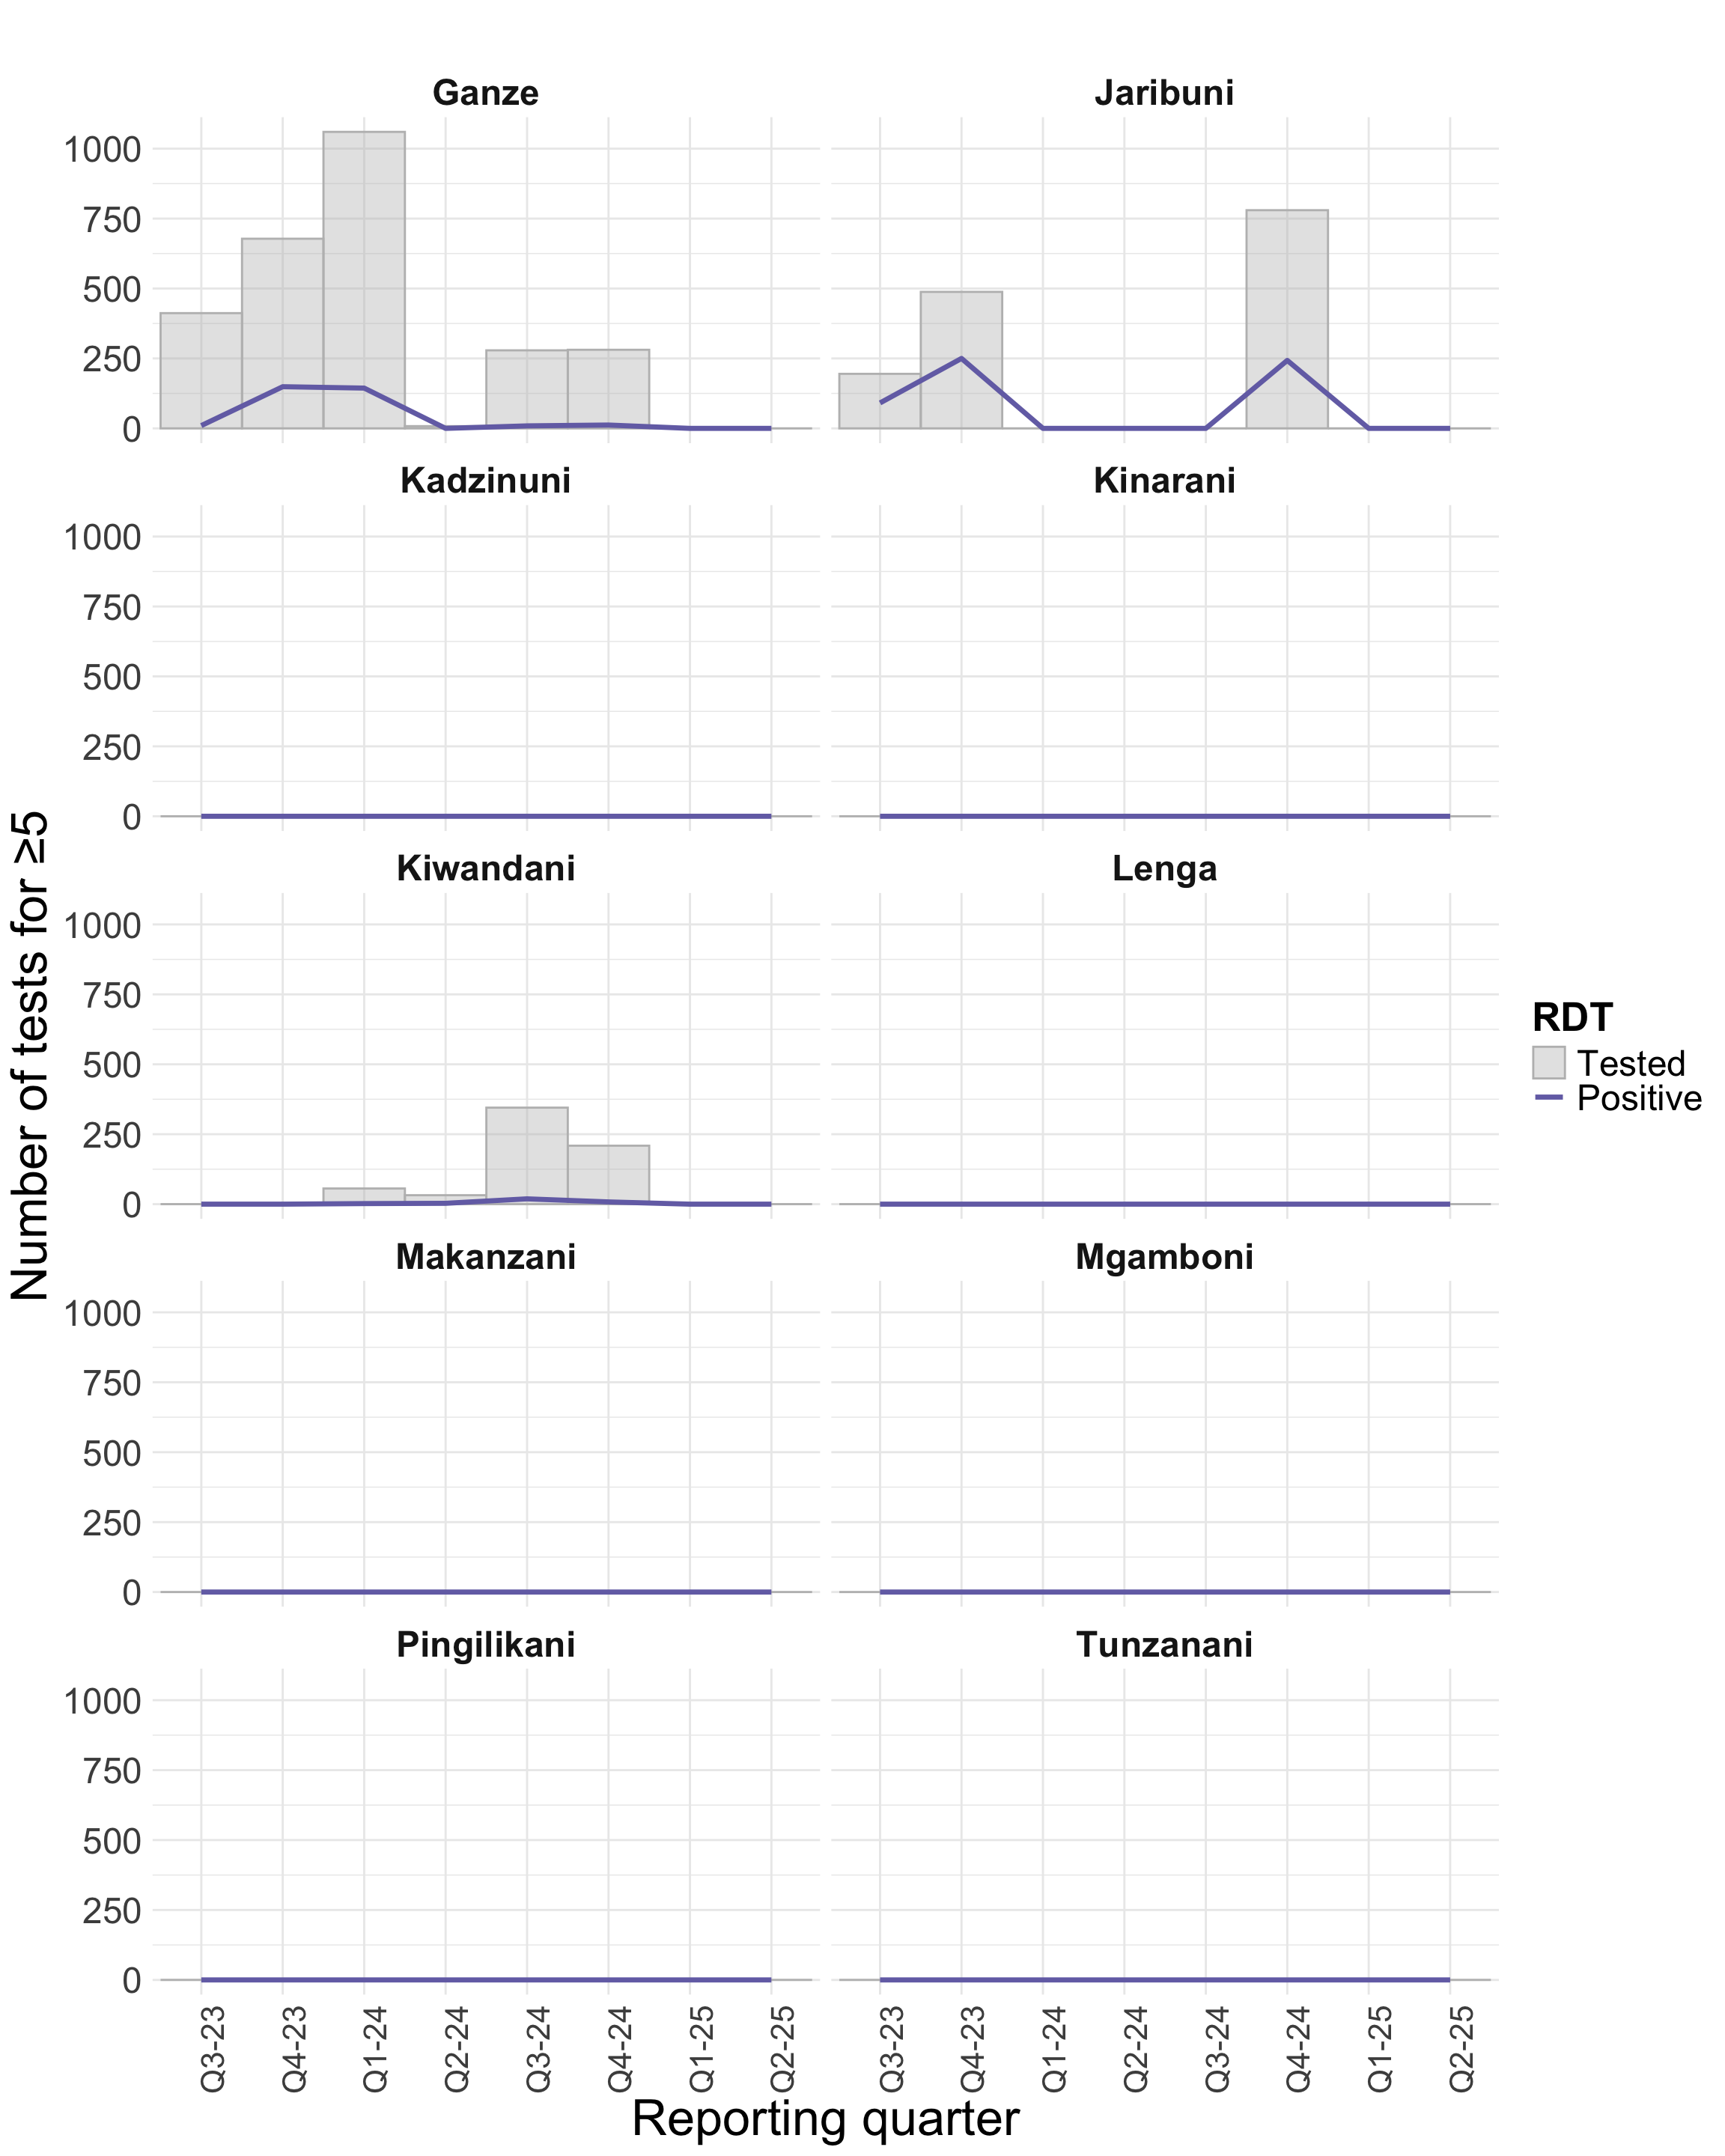 Ganze
Jaribuni
1000
750
500
250
0
Kadzinuni
Kinarani
1000
750
500
250
0
Kiwandani
Lenga
1000
750
500
250
0
Makanzani
Mgamboni
1000
750
500
250
0
Pingilikani
Tunzanani
1000
750
500
250
0
Q3-23
Q4-23
Q1-24
Q2-24
Q3-24
Q4-24
Q1-25
Q2-25
Q3-23
Q4-23
Q1-24
Q2-24
Q3-24
Q4-24
Q1-25
Q2-25
Reporting quarter
Number of tests for ≥5
RDT
Tested
Positive